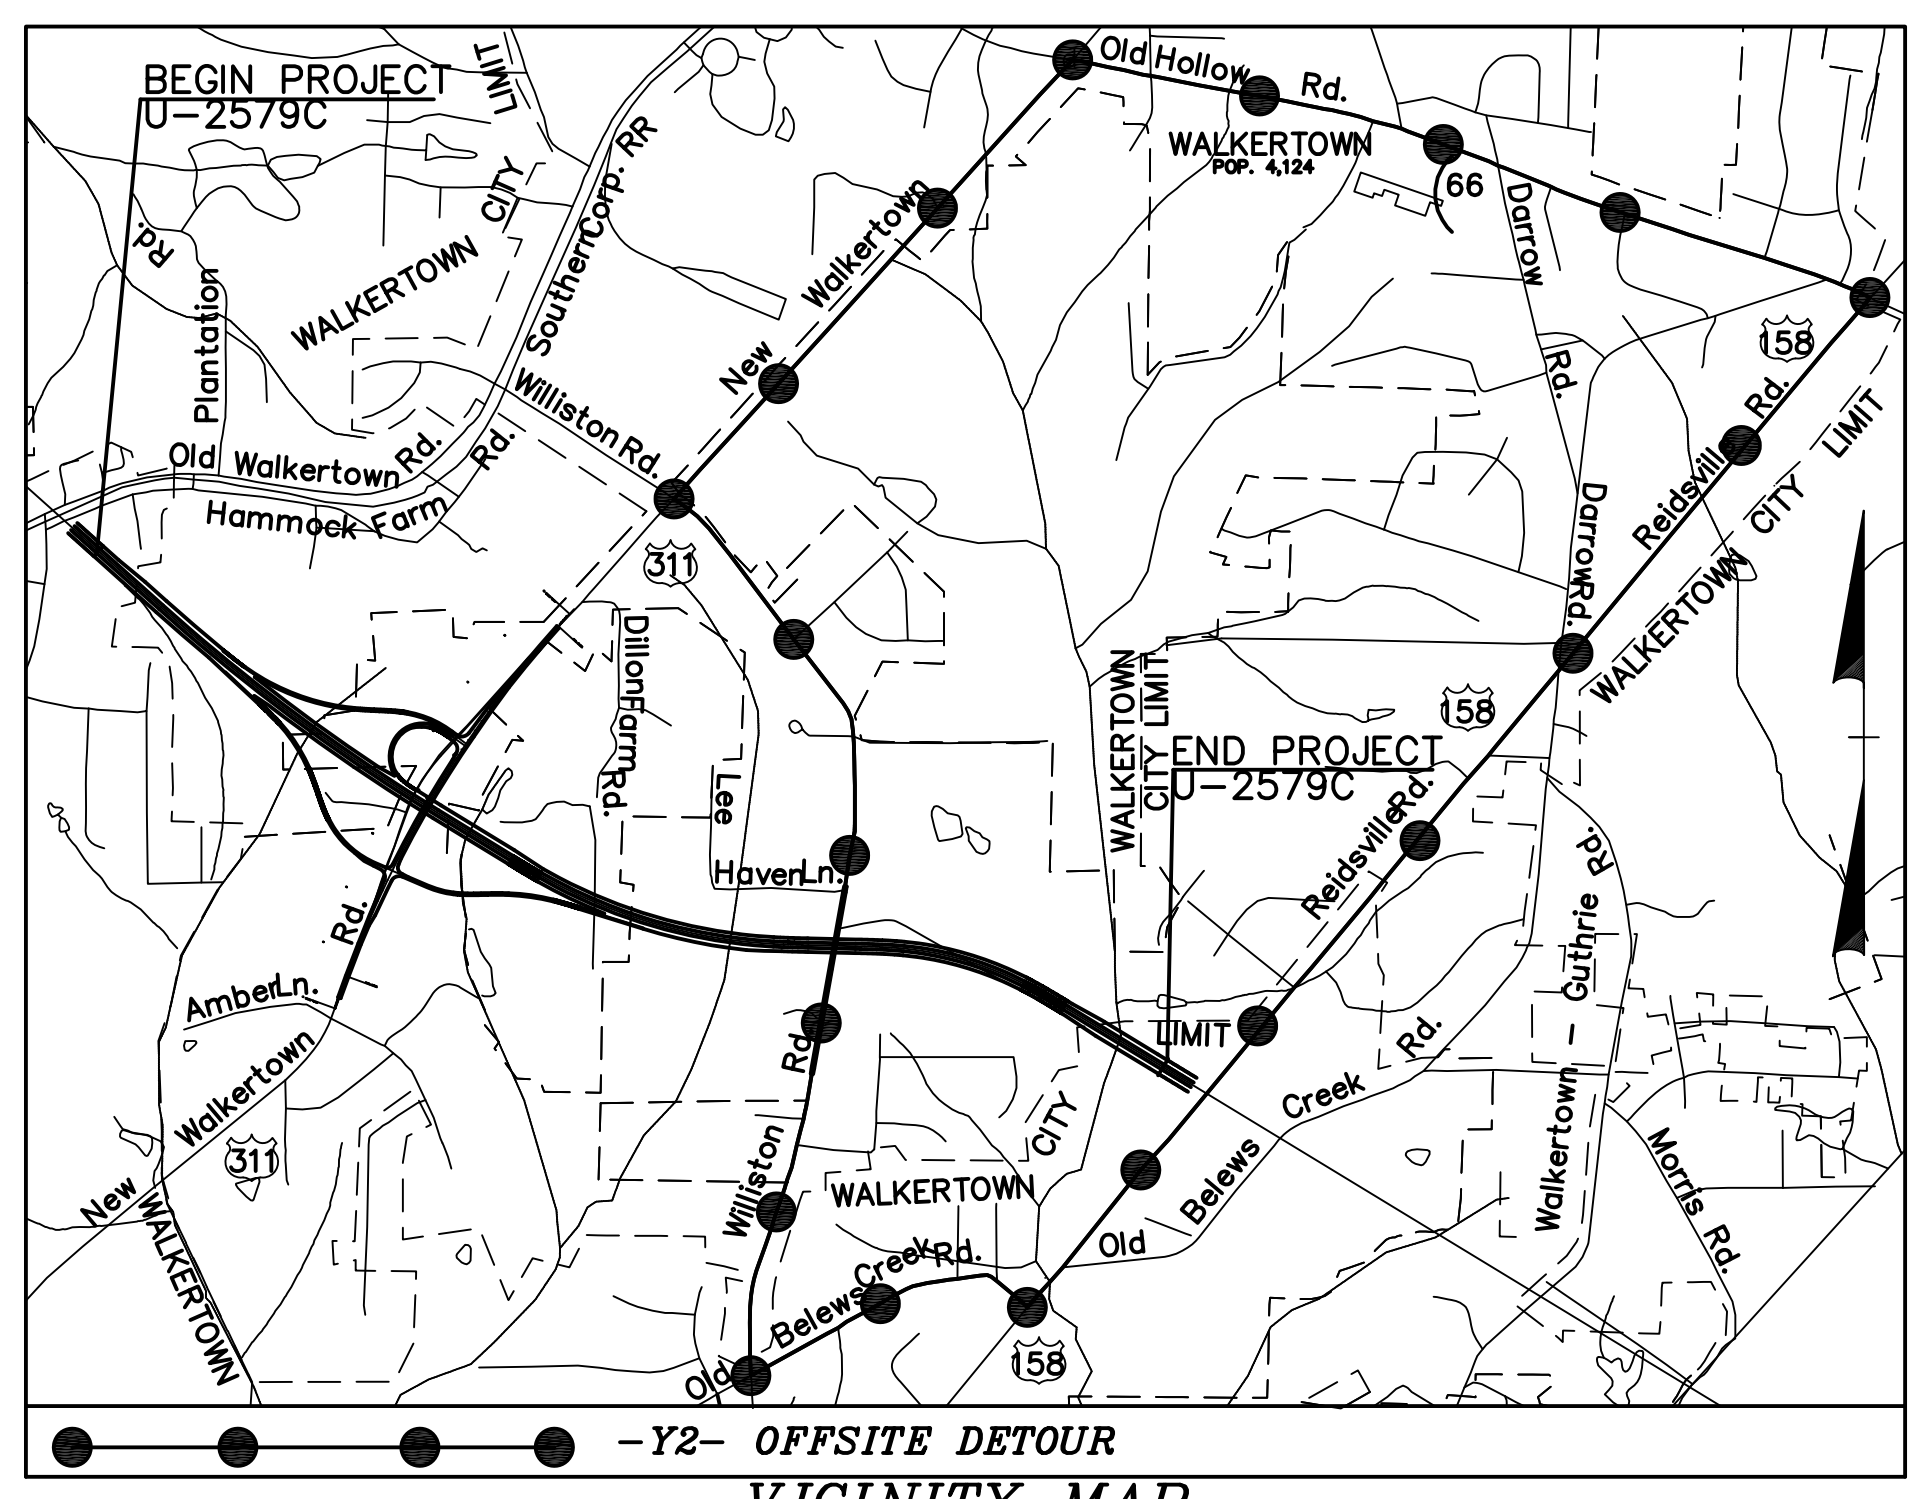 BEGIN PROJECT
U-2579C
LIMIT
CITY
WALKERTOWN
Southern Corp. RR
Rd.
Plantation
Old Walkertown Rd.
Hammock Farm Rd.
Williston Rd.
New Walkertown
Old Hollow Rd.
WALKERTOWN
POP. 4,124
66
Darrow
Rd.
158
Reidsville Rd.
LIMIT
CITY
WALKERTOWN
Darrow Rd.
311
Dillon Farm
Rd.
Lee
Haven Ln.
WALKERTOWN
CITY LIMIT
END PROJECT
U-2579C
158
Reidsville Rd.
Walkertown - Guthrie Rd.
Rd.
Amber Ln.
New Walkertown
311
WALKERTOWN
Williston Rd.
LIMIT
CITY
WALKERTOWN
Old Belews Creek Rd.
Old Belews Creek Rd.
Morris Rd.
158
-Y2- OFFSITE DETOUR
VICINITY MAP